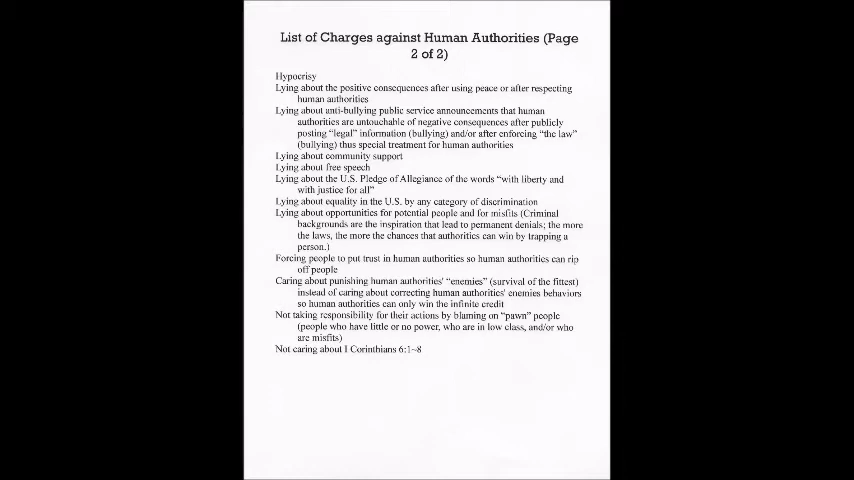 List of Charges against Human Authorities (Page
2 of 2)
Hypocrisy
Lying about the positive consequences after using peace or after respecting
human authorities
Lying about anti-bullying public service announcements that human
authorities are untouchable of negative consequences after publicly
posting “legal” information (bullying) and/or after enforcing “the law”
(bullying) thus special treatment for human authorities
Lying about community support
Lying about free speech
Lying about the U.S. Pledge of Allegiance of the words “with liberty and
with justice for all”
Lying about equality in the U.S. by any category of discrimination
Lying about opportunities for potential people and for misfits (Criminal
backgrounds are the inspiration that lead to permanent denials; the more
the laws, the more the chances that authorities can win by trapping a
person.)
Forcing people to put trust in human authorities so human authorities can rip
off people
Caring about punishing human authorities' “enemies” (survival of the fittest)
instead of caring about correcting human authorities' enemies behaviors
so human authorities can only win the infinite credit
Not taking responsibility for their actions by blaming on “pawn” people
(people who have little or no power, who are in low class, and/or who
are misfits)
Not caring about I Corinthians 6:1~8